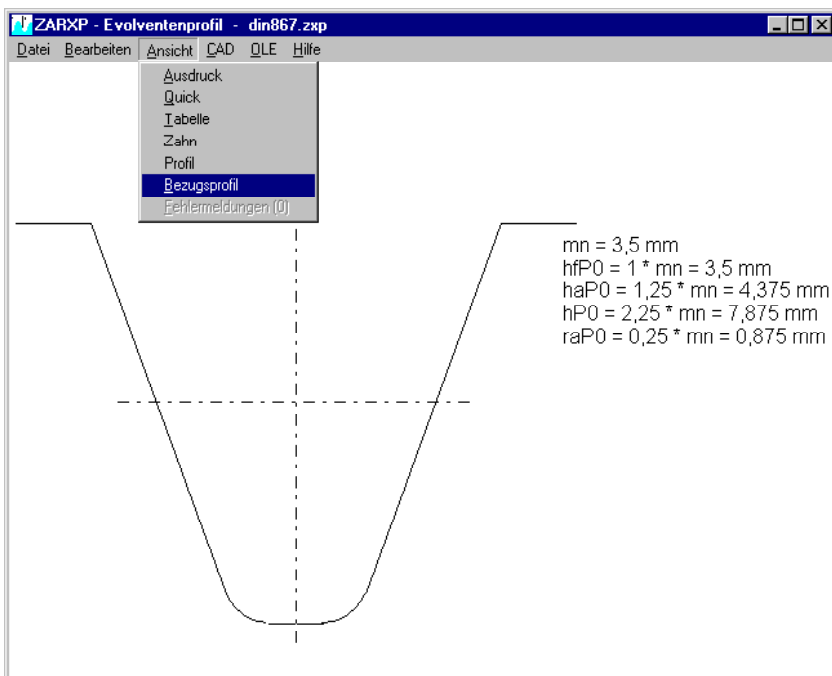 ZARXP - Evolventenprofil - din867.zxp
Datei Bearbeiten Ansicht CAD OLE Hilfe
Ausdruck
Quick
Tabelle
Zahn
Profil
Bezugsprofil
Fehlermeldungen (0)
mn = 3,5 mm
hfP0 = 1 * mn = 3,5 mm
haP0 = 1,25 * mn = 4,375 mm
hP0 = 2,25 * mn = 7,875 mm
raP0 = 0,25 * mn = 0,875 mm